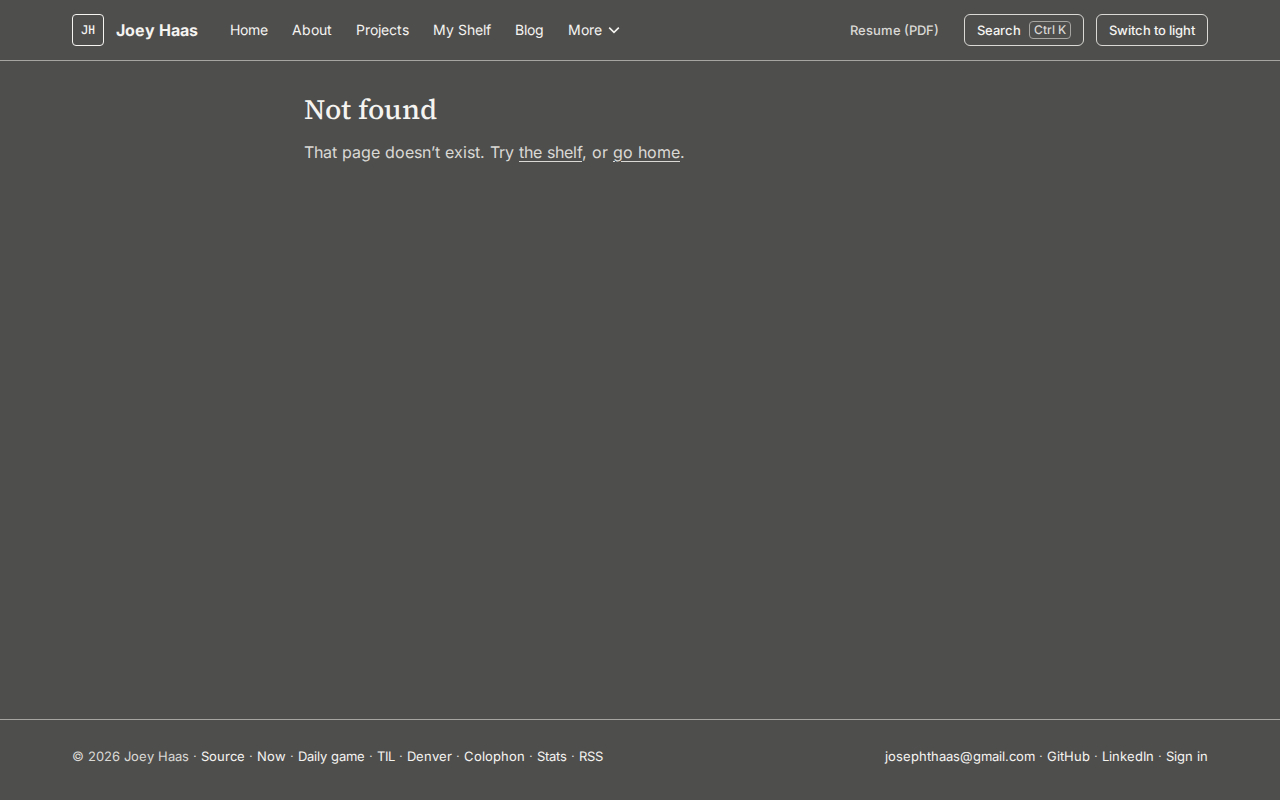 JH Joey Haas Home About Projects My Shelf Blog More Resume (PDF) Search Ctrl K Switch to light
Not found
That page doesn’t exist. Try the shelf, or go home.
© 2026 Joey Haas · Source · Now · Daily game · TIL · Denver · Colophon · Stats · RSS josephthaas@gmail.com · GitHub · LinkedIn · Sign in